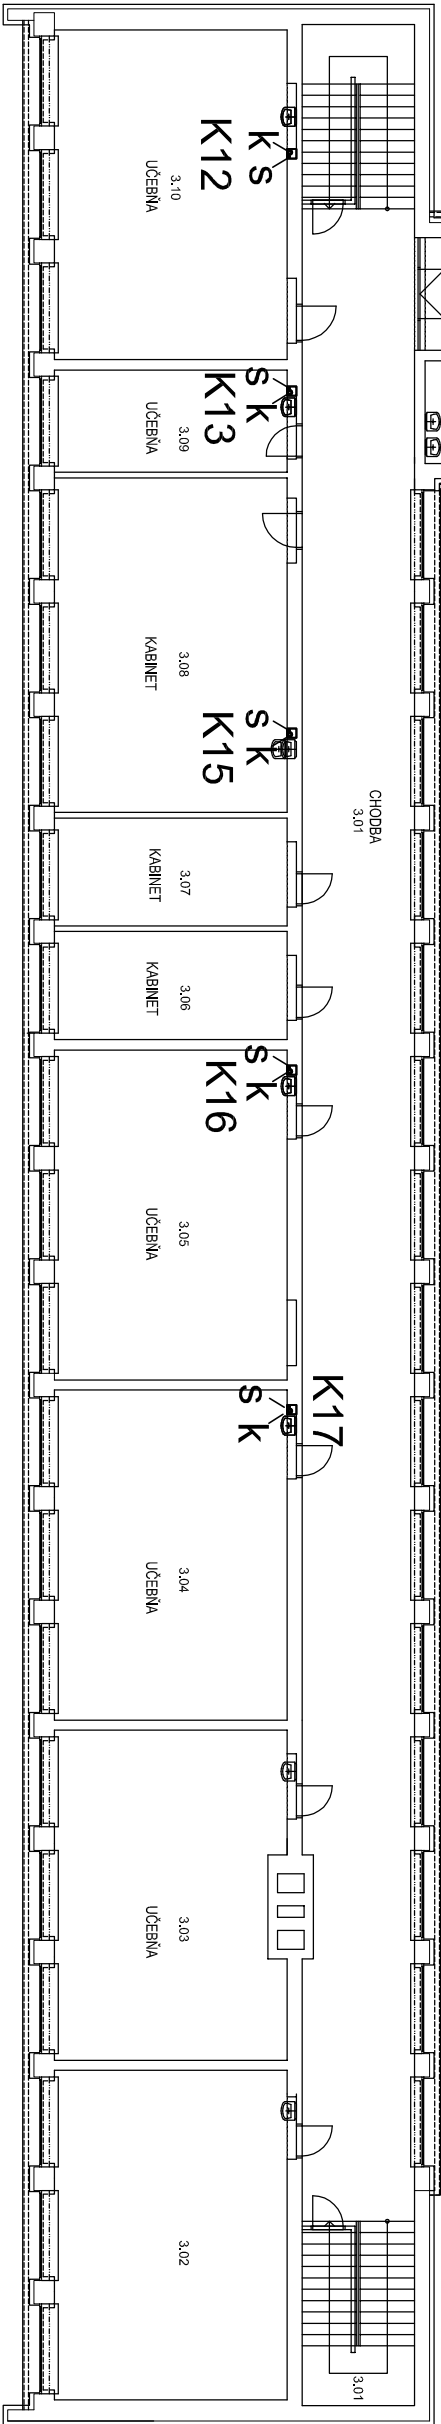 K12
k s
3.10
UČEBŇA
K13
s k
3.09
UČEBŇA
3.08
KABINET
K15
s k
CHODBA
3.01
3.07
KABINET
3.06
KABINET
K16
s k
3.05
UČEBŇA
K17
s k
3.04
UČEBŇA
3.03
UČEBŇA
3.02
3.01